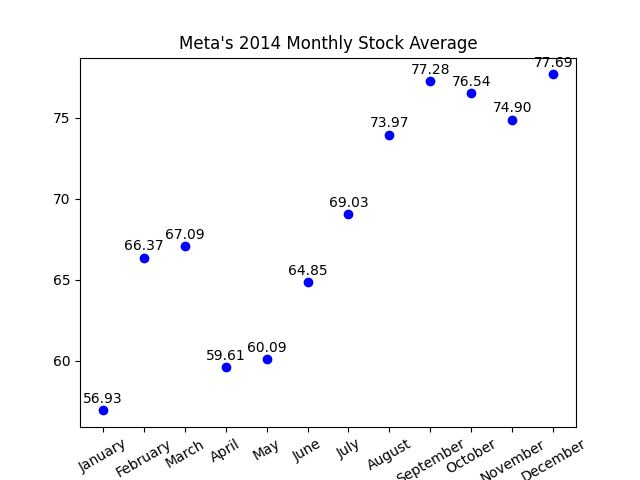 Meta's 2014 Monthly Stock Average
77.69
77.28
76.54
74.90
75
73.97
70
69.03
67.09
66.37
65
64.85
60
60.09
59.61
56.93
January
February
March
April
May
June
July
August
September
October
November
December